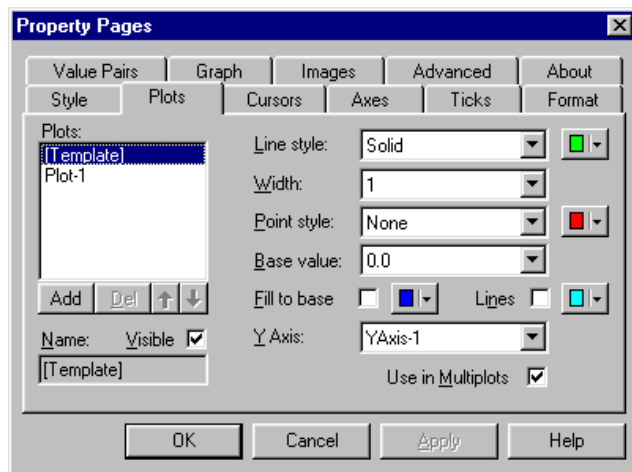 Property Pages
Value Pairs Graph Images Advanced About
Style Plots Cursors Axes Ticks Format
Plots:
[Template]
Plot-1
Add Del
Name: Visible
[Template]
Line style: Solid
Width: 1
Point style: None
Base value: 0.0
Fill to base Lines
Y Axis: YAxis-1
Use in Multiplots
OK Cancel Apply Help